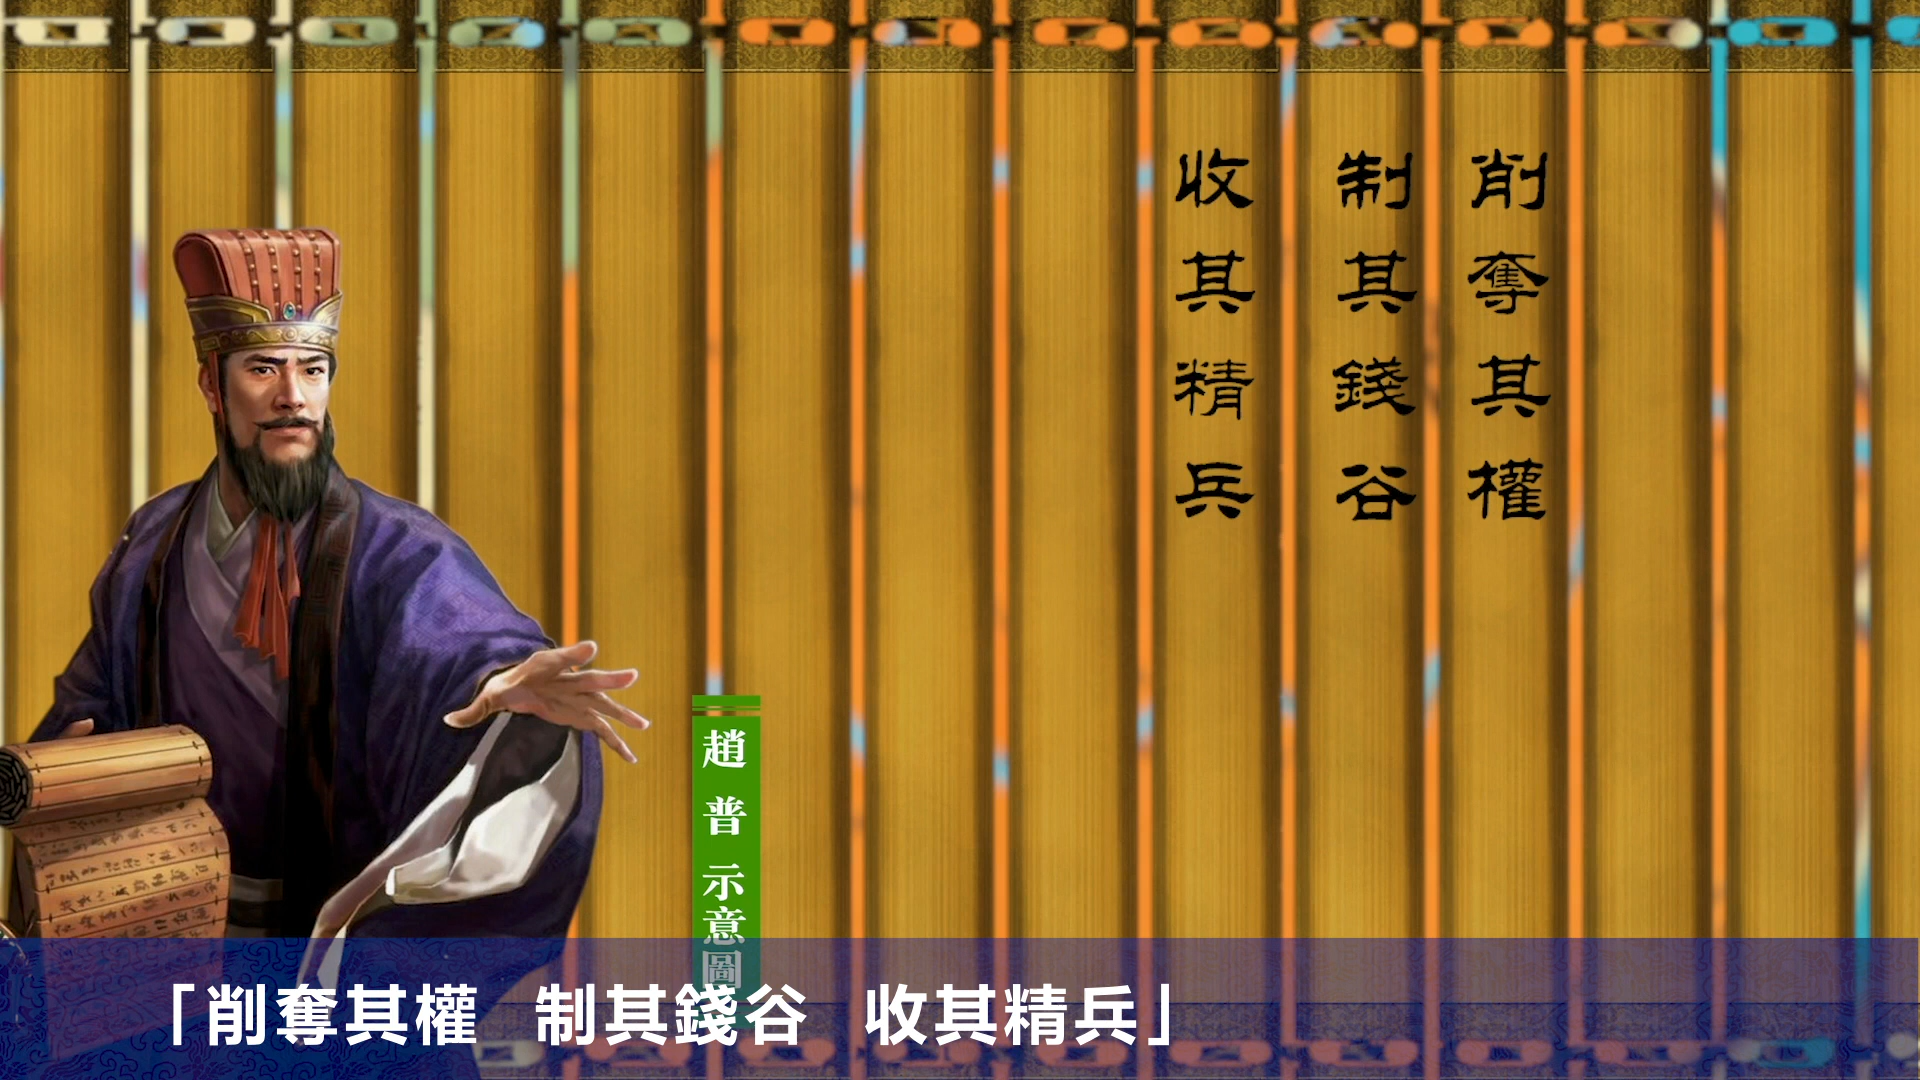 削奪其權
制其錢谷
收其精兵
趙普示意圖
「削奪其權 制其錢谷 收其精兵」